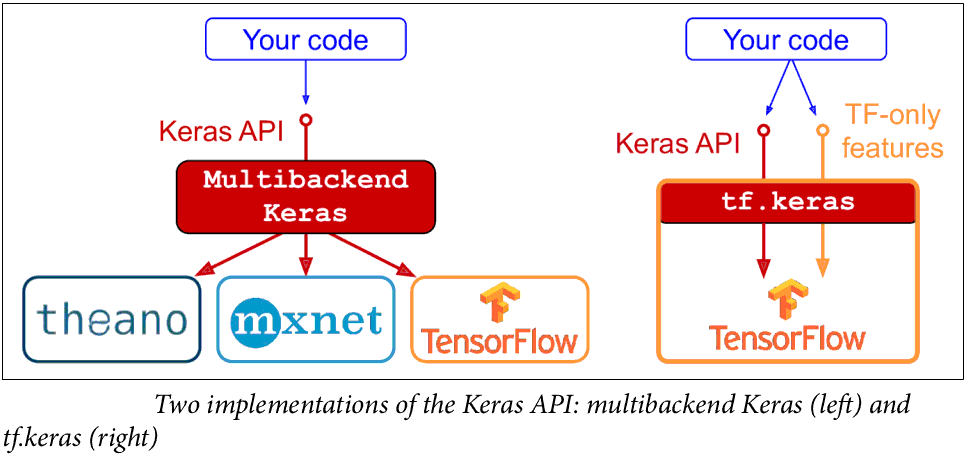 Your code
Keras API
Multibackend
Keras
theano
mxnet
TensorFlow
Your code
Keras API
TF-only
features
tf.keras
TensorFlow
Two implementations of the Keras API: multibackend Keras (left) and
tf.keras (right)